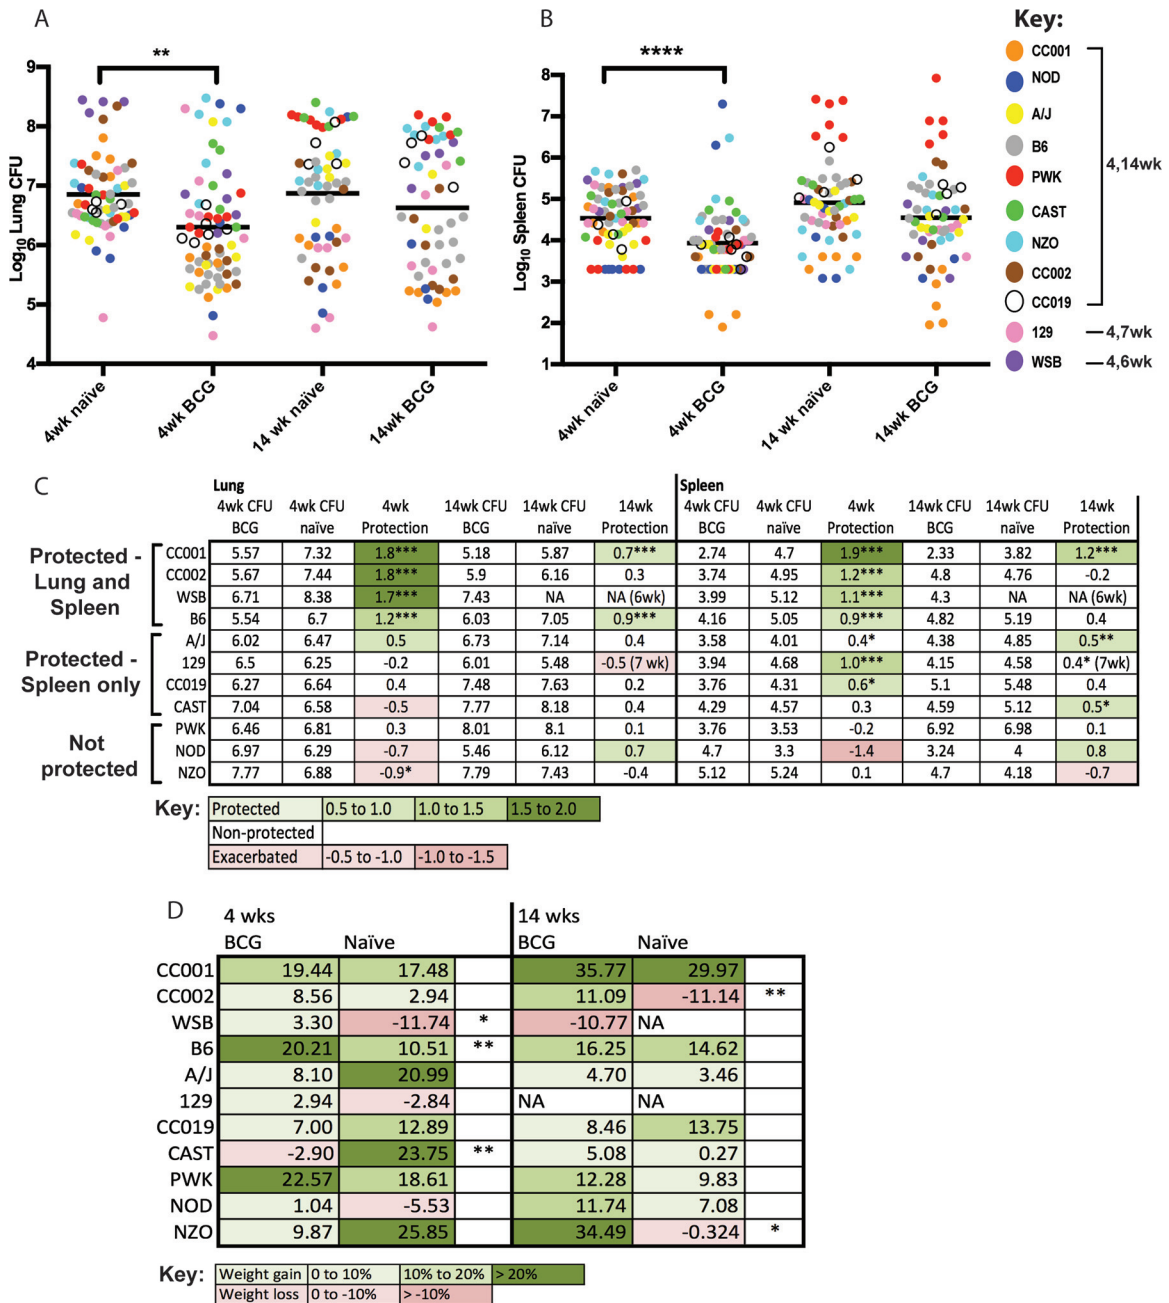 A
B
Key:
**
****
9
8
7
6
5
4
Log10 Lung CFU
4wk naïve
4wk BCG
14 wk naïve
14wk BCG
8
7
6
5
4
3
2
1
Log10 Spleen CFU
4wk naïve
4wk BCG
14 wk naïve
14wk BCG
CC001
NOD
A/J
B6
PWK
CAST
NZO
CC002
CC019
129
WSB
4,14wk
4,7wk
4,6wk
C
Lung Spleen
4wk CFU BCG 4wk CFU naïve 4wk Protection 14wk CFU BCG 14wk CFU naïve 14wk Protection 4wk CFU BCG 4wk CFU naïve 4wk Protection 14wk CFU BCG 14wk CFU naïve 14wk Protection
Protected - Lung and Spleen
CC001 5.57 7.32 1.8*** 5.18 5.87 0.7*** 2.74 4.7 1.9*** 2.33 3.82 1.2***
CC002 5.67 7.44 1.8*** 5.9 6.16 0.3 3.74 4.95 1.2*** 4.8 4.76 -0.2
WSB 6.71 8.38 1.7*** 7.43 NA NA (6wk) 3.99 5.12 1.1*** 4.3 NA NA (6wk)
B6 5.54 6.7 1.2*** 6.03 7.05 0.9*** 4.16 5.05 0.9*** 4.82 5.19 0.4
Protected - Spleen only
A/J 6.02 6.47 0.5 6.73 7.14 0.4 3.58 4.01 0.4* 4.38 4.85 0.5**
129 6.5 6.25 -0.2 6.01 5.48 -0.5 (7 wk) 3.94 4.68 1.0*** 4.15 4.58 0.4* (7wk)
CC019 6.27 6.64 0.4 7.48 7.63 0.2 3.76 4.31 0.6* 5.1 5.48 0.4
CAST 7.04 6.58 -0.5 7.77 8.18 0.4 4.29 4.57 0.3 4.59 5.12 0.5*
Not protected
PWK 6.46 6.81 0.3 8.01 8.1 0.1 3.76 3.53 -0.2 6.92 6.98 0.1
NOD 6.97 6.29 -0.7 5.46 6.12 0.7 4.7 3.3 -1.4 3.24 4 0.8
NZO 7.77 6.88 -0.9* 7.79 7.43 -0.4 5.12 5.24 0.1 4.7 4.18 -0.7
Key:
Protected 0.5 to 1.0 1.0 to 1.5 1.5 to 2.0
Non-protected
Exacerbated -0.5 to -1.0 -1.0 to -1.5
D
4 wks 14 wks
BCG Naïve BCG Naïve
CC001 19.44 17.48 35.77 29.97
CC002 8.56 2.94 11.09 -11.14 **
WSB 3.30 -11.74 * -10.77 NA
B6 20.21 10.51 ** 16.25 14.62
A/J 8.10 20.99 4.70 3.46
129 2.94 -2.84 NA NA
CC019 7.00 12.89 8.46 13.75
CAST -2.90 23.75 ** 5.08 0.27
PWK 22.57 18.61 12.28 9.83
NOD 1.04 -5.53 11.74 7.08
NZO 9.87 25.85 34.49 -0.324 *
Key:
Weight gain 0 to 10% 10% to 20% > 20%
Weight loss 0 to -10% > -10%